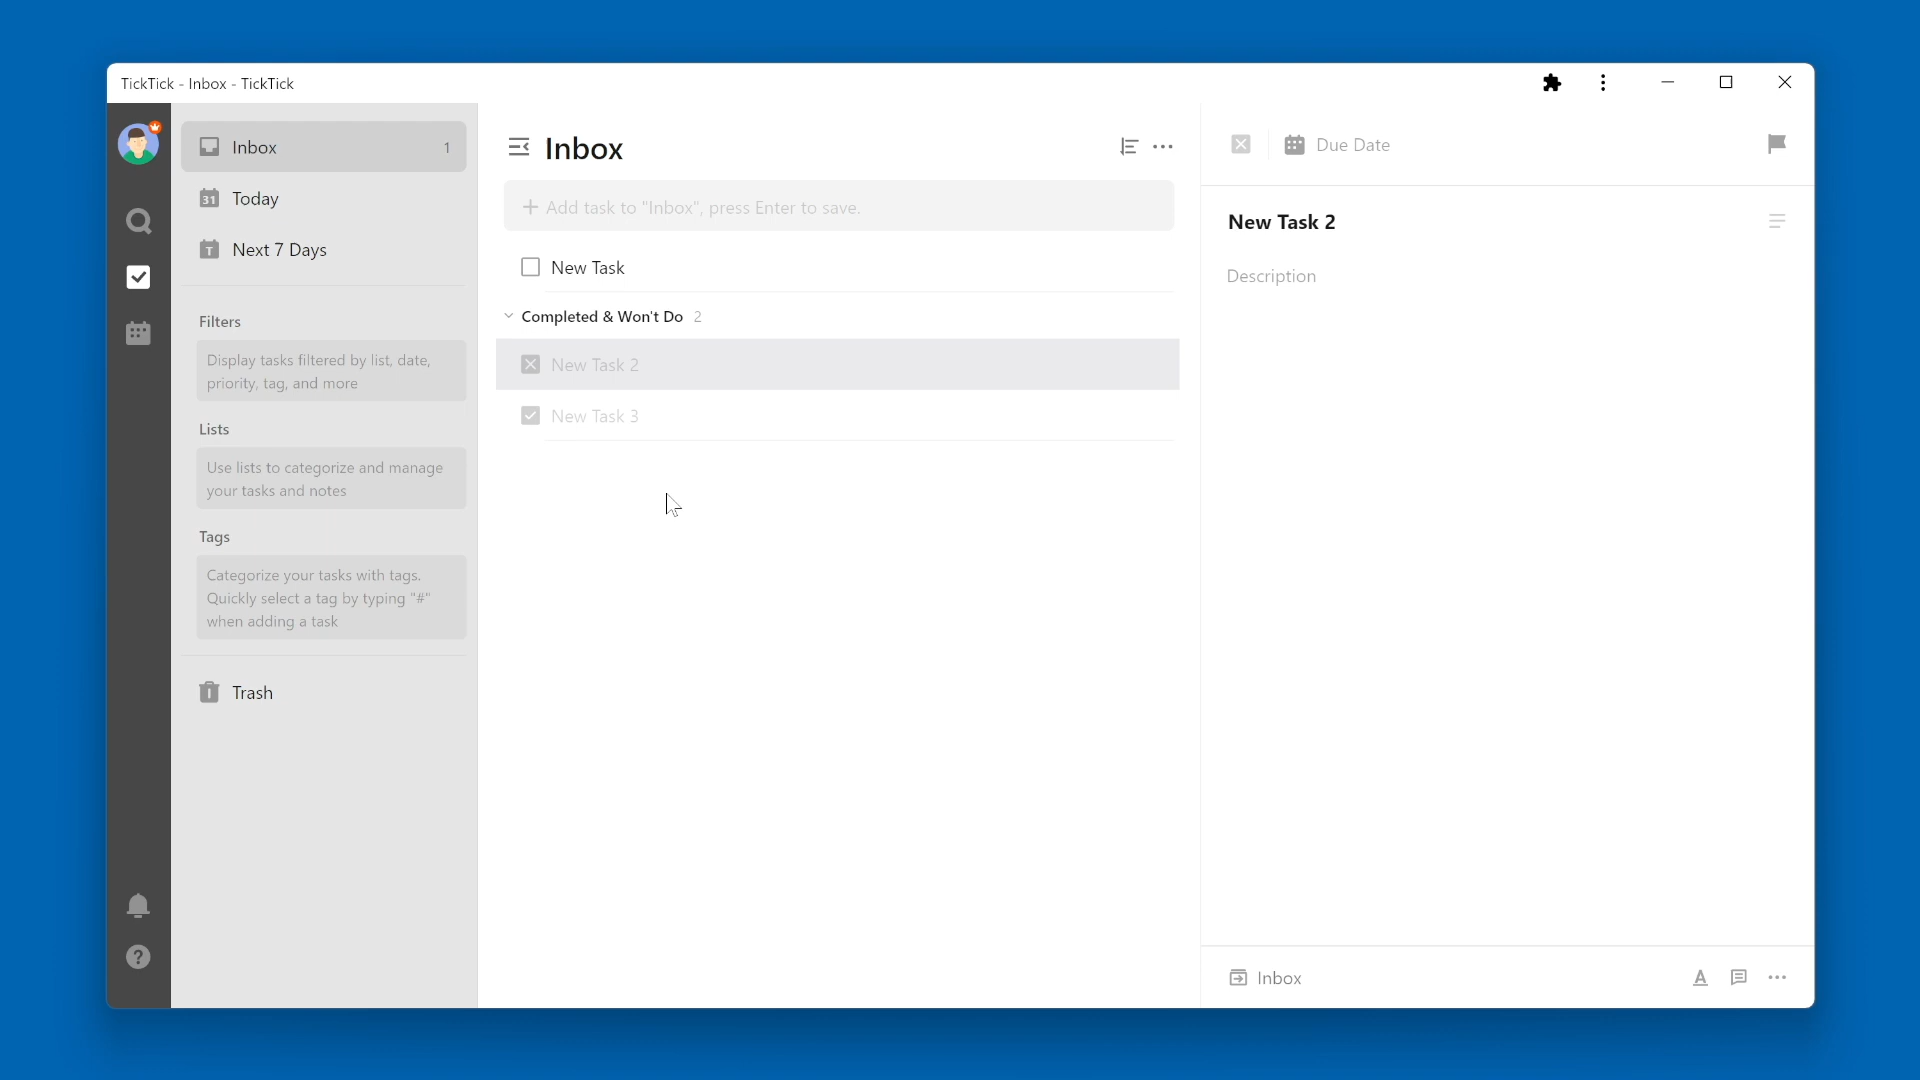 TickTick - Inbox - TickTick
Inbox 1
31 Today
T Next 7 Days
Filters
Display tasks filtered by list, date,
priority, tag, and more
Lists
Use lists to categorize and manage
your tasks and notes
Tags
Categorize your tasks with tags.
Quickly select a tag by typing "#"
when adding a task
Trash
?
Inbox
+ Add task to "Inbox", press Enter to save.
New Task
Completed & Won't Do 2
New Task 2
New Task 3
Due Date
New Task 2
Description
Inbox
A